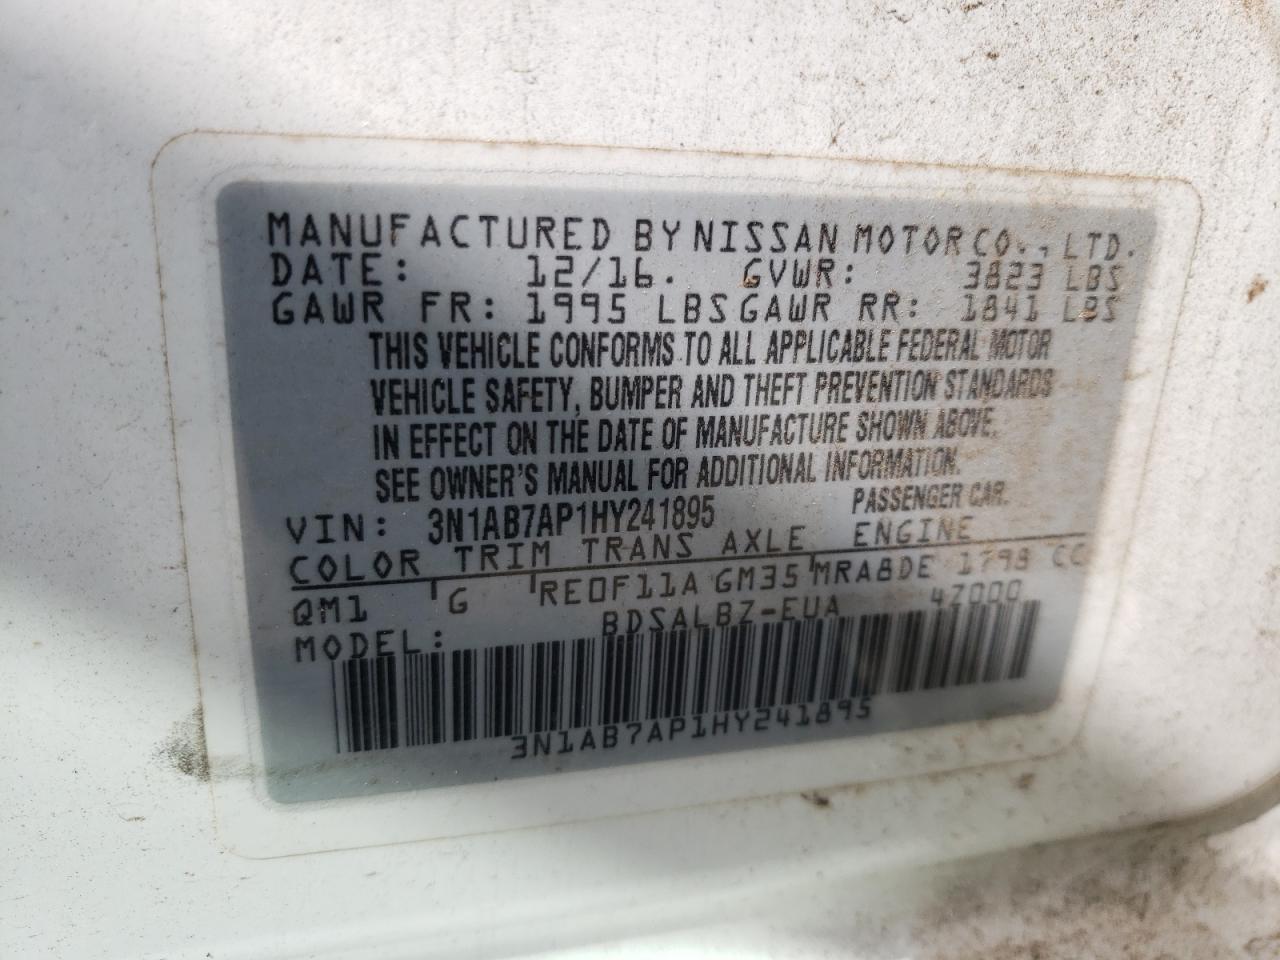 MANUFACTURED BY NISSAN MOTOR CO., LTD.
DATE: 12/16. GVWR: 3823 LBS
GAWR FR: 1995 LBS GAWR RR: 1841 LBS
THIS VEHICLE CONFORMS TO ALL APPLICABLE FEDERAL MOTOR
VEHICLE SAFETY, BUMPER AND THEFT PREVENTION STANDARDS
IN EFFECT ON THE DATE OF MANUFACTURE SHOWN ABOVE.
SEE OWNER'S MANUAL FOR ADDITIONAL INFORMATION.
VIN: 3N1AB7AP1HY241895 PASSENGER CAR.
COLOR TRIM TRANS AXLE ENGINE
QM1 G RE0F11A GM35 MRA8DE 1798 CC
MODEL: BDSALBZ-EUA 4Z000
3N1AB7AP1HY241895